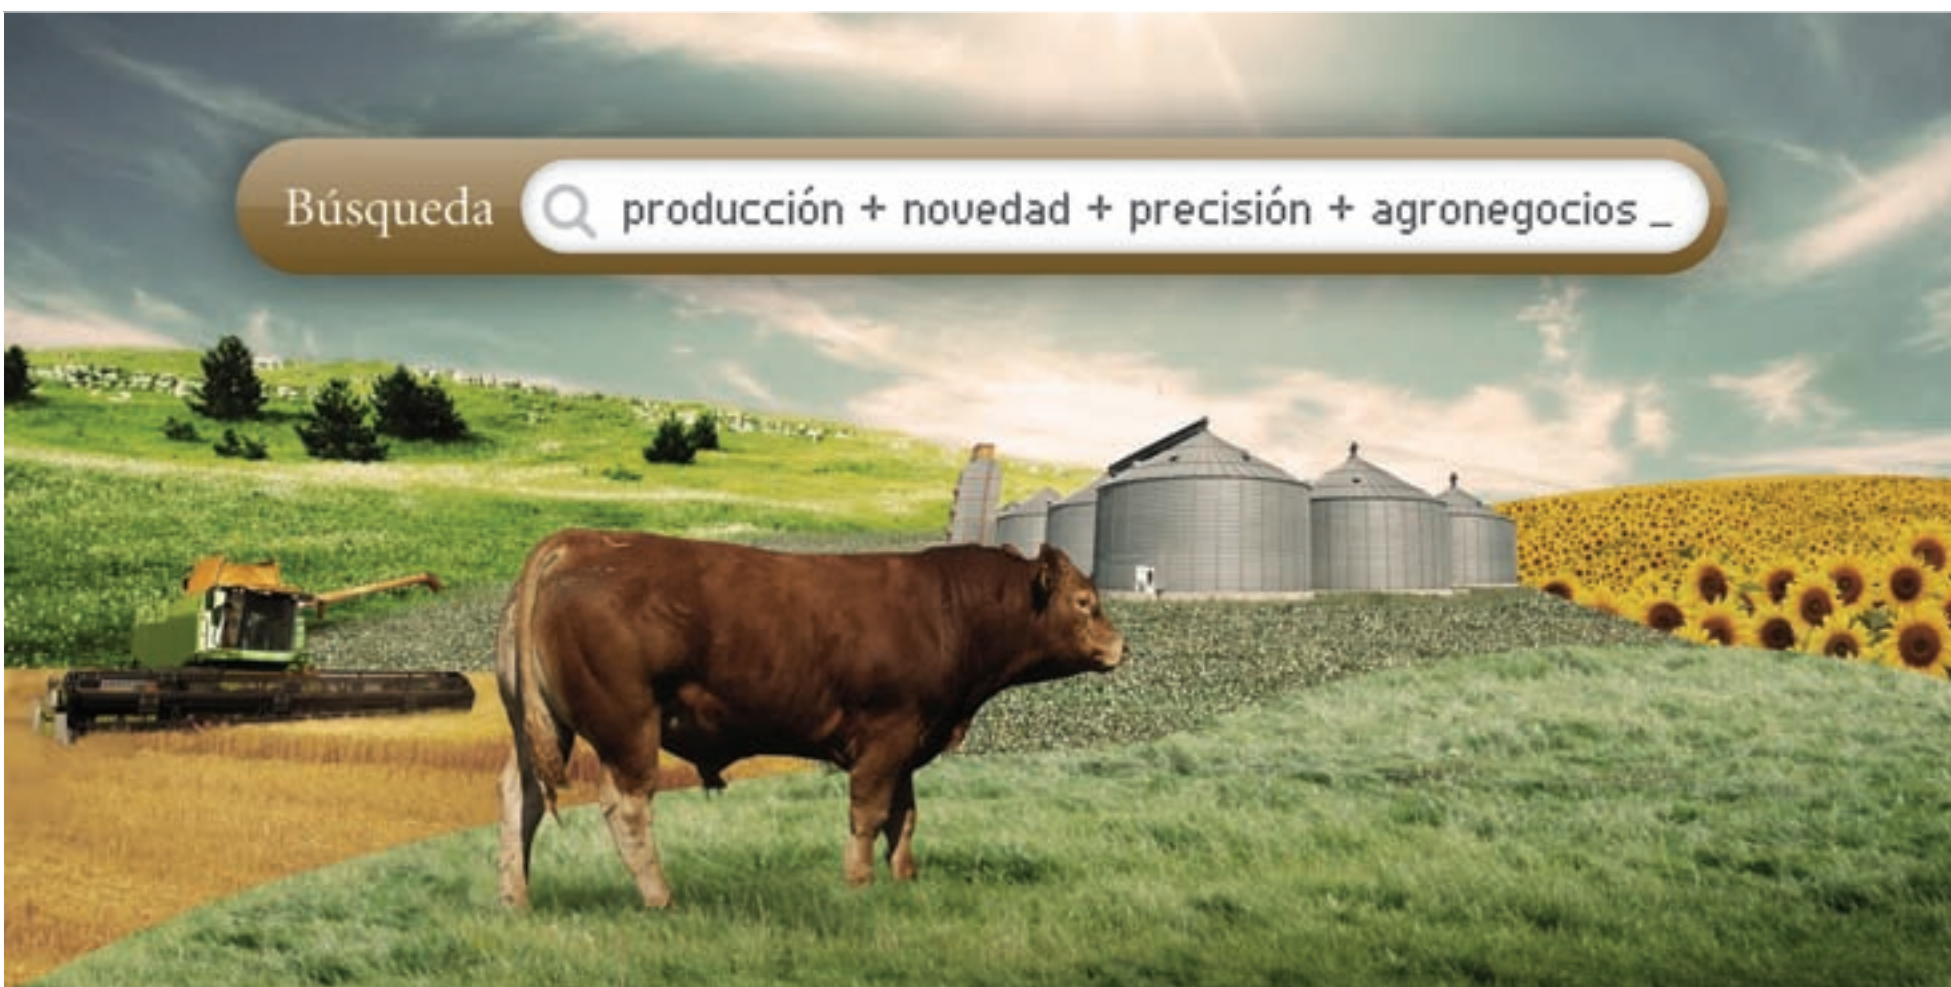 Búsqueda producción + novedad + precisión + agronegocios _